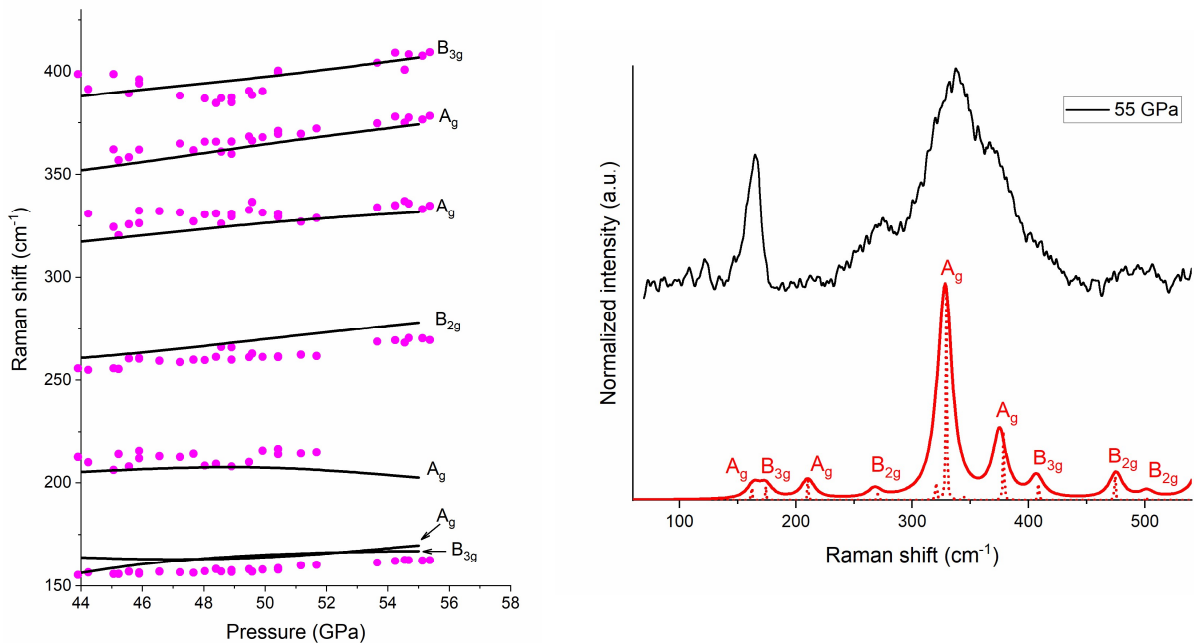 B3g
400
Ag
350
Ag
300
B2g
250
Ag
200
Ag
B3g
150
44 46 48 50 52 54 56 58
Raman shift (cm-1)
Pressure (GPa)
55 GPa
Normalized intensity (a.u.)
Ag
Ag
Ag B3g Ag B2g B3g B2g B2g
100 200 300 400 500
Raman shift (cm-1)